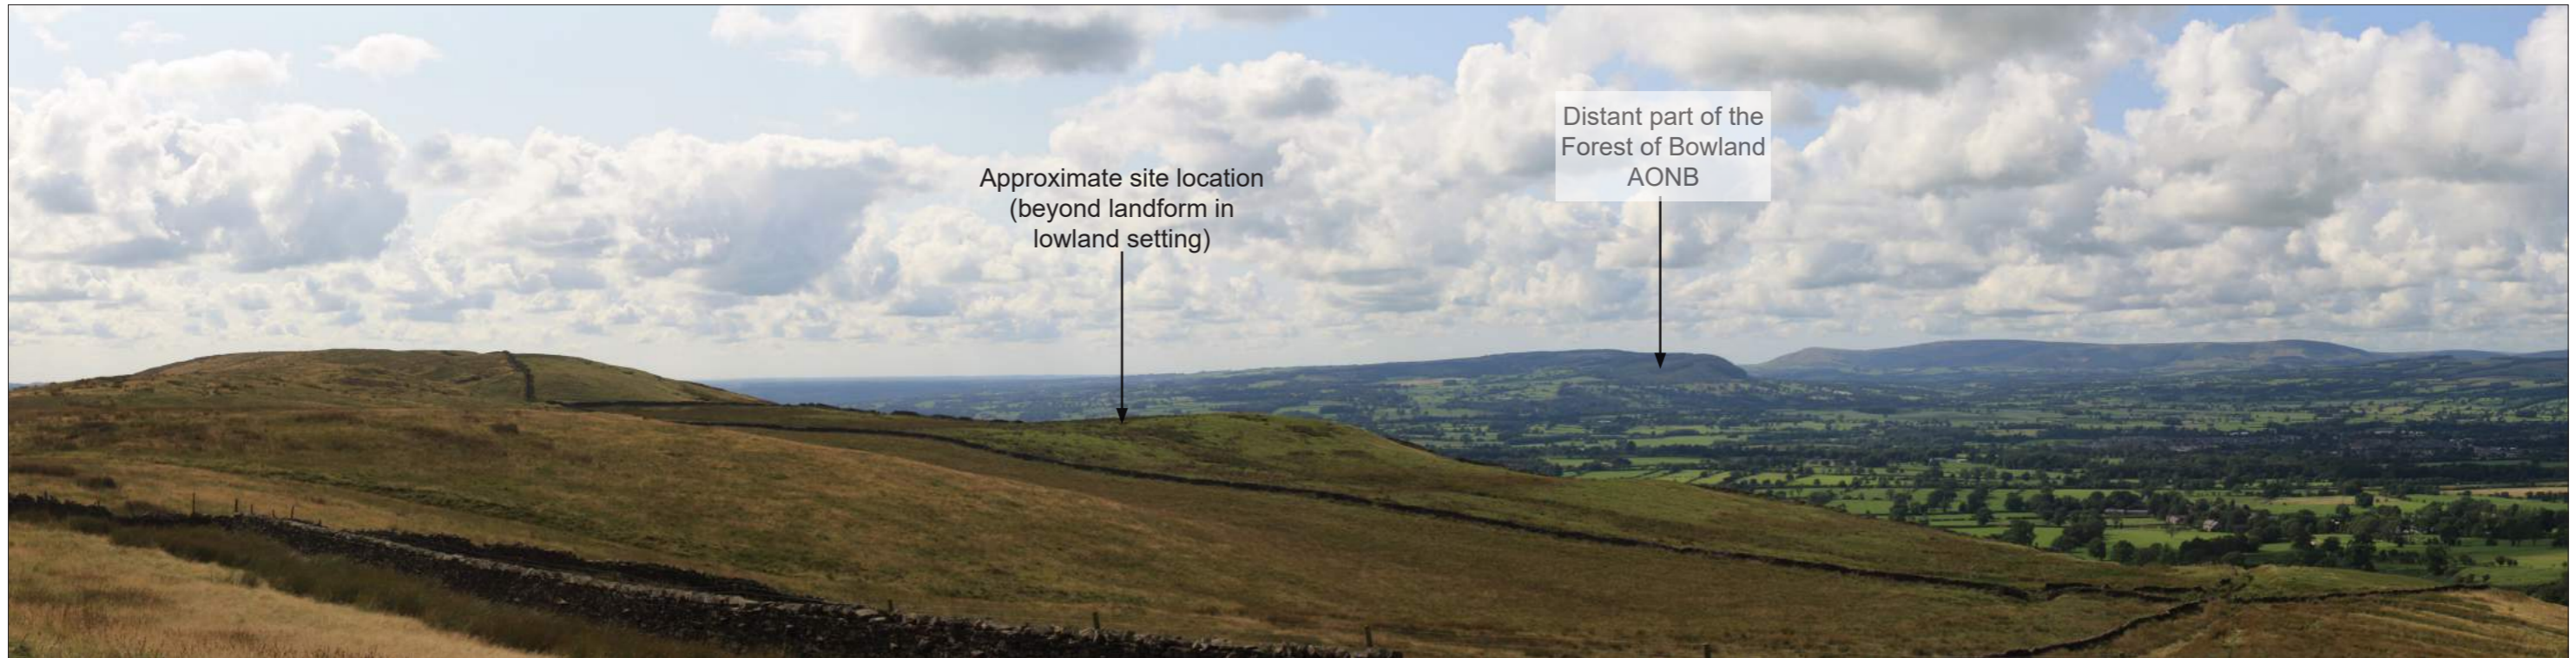 Approximate site location
(beyond landform in
lowland setting)
Distant part of the
Forest of Bowland
AONB